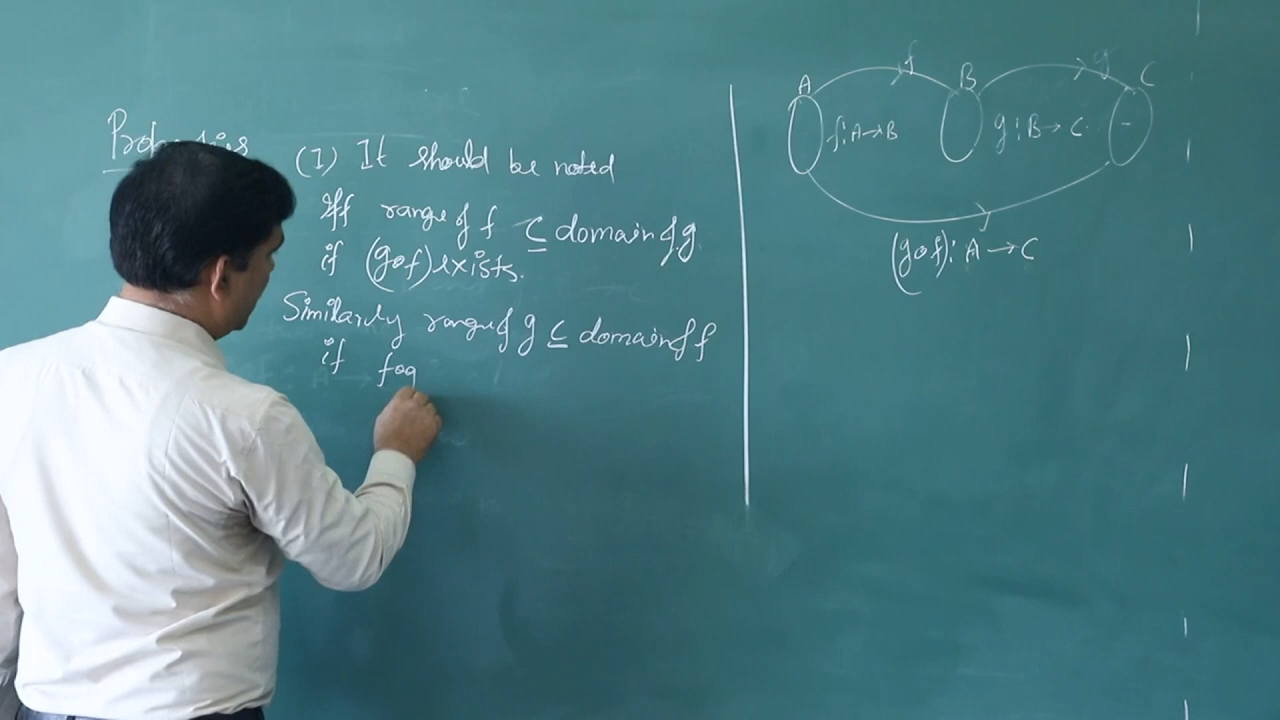 (I) It should be noted
iff range of f ⊆ domain of g
if (gof) exists.
Similarly range of g ⊆ domain of f
if fog
A f B g C
f: A→B g: B→C
(gof): A→C